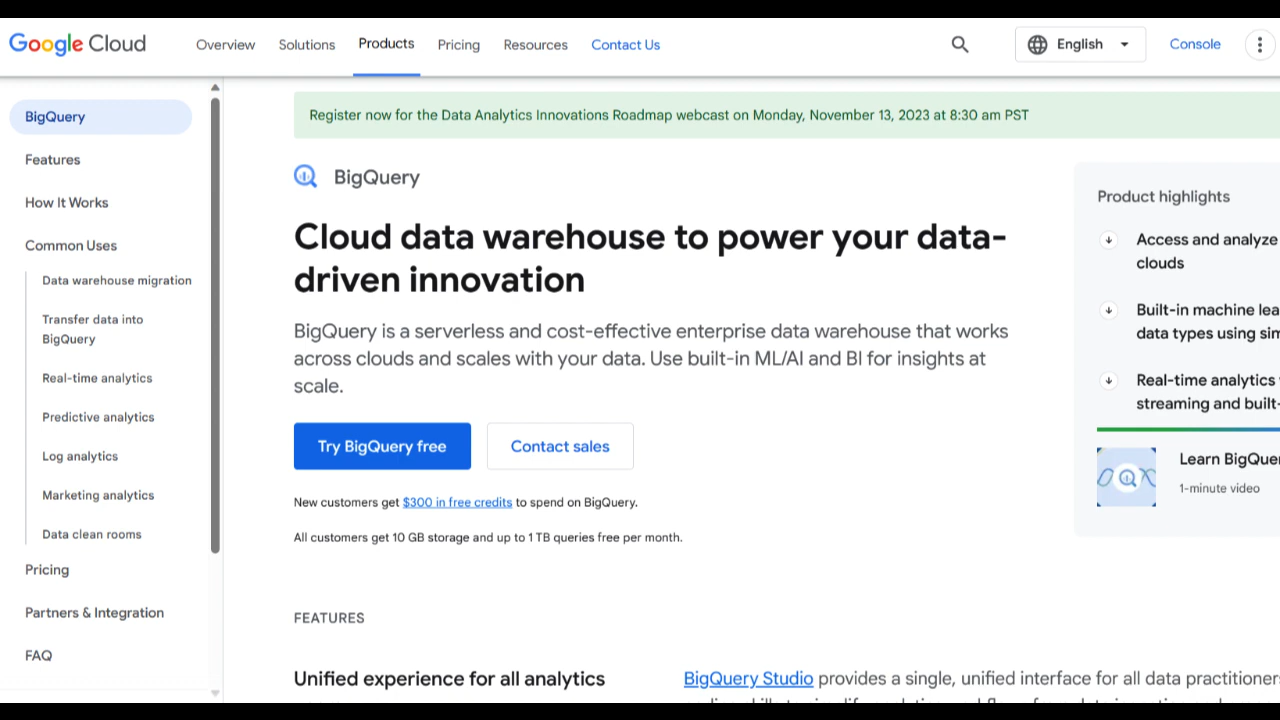 Google Cloud
Overview
Solutions
Products
Pricing
Resources
Contact Us
English
Console
BigQuery
Features
How It Works
Common Uses
Data warehouse migration
Transfer data into
BigQuery
Real-time analytics
Predictive analytics
Log analytics
Marketing analytics
Data clean rooms
Pricing
Partners & Integration
FAQ
Register now for the Data Analytics Innovations Roadmap webcast on Monday, November 13, 2023 at 8:30 am PST
BigQuery
Cloud data warehouse to power your data-
driven innovation
BigQuery is a serverless and cost-effective enterprise data warehouse that works
across clouds and scales with your data. Use built-in ML/AI and BI for insights at
scale.
Try BigQuery free
Contact sales
New customers get $300 in free credits to spend on BigQuery.
All customers get 10 GB storage and up to 1 TB queries free per month.
Product highlights
Access and analyze
clouds
Built-in machine lea
data types using sim
Real-time analytics
streaming and built-
Learn BigQuer
1-minute video
FEATURES
Unified experience for all analytics
BigQuery Studio provides a single, unified interface for all data practitioner